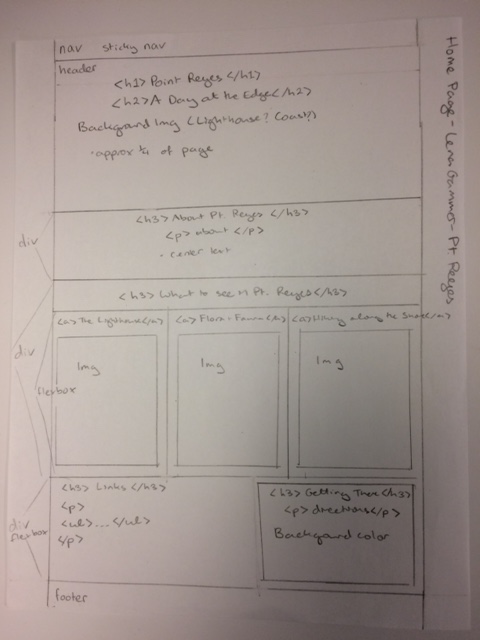 Home Page - Lena Gammer - Pt. Reyes
nav sticky nav
header
<h1> Point Reyes </h1>
<h2> A Day at the Edge </h2>
Background Img (Lighthouse? Coast?)
· approx ¼ of page
div
<h3> About Pt. Reyes </h3>
<p> about </p>
· center text
<h3> What to see in Pt. Reyes </h3>
div
flexbox
<a> The Lighthouse </a>
<a> Flora + Fauna </a>
<a> Hiking along the Shore </a>
Img
Img
Img
div
flexbox
<h3> Links </h3>
<p>
<ul> ... </ul>
</p>
<h3> Getting There </h3>
<p> directions </p>
Background color
footer